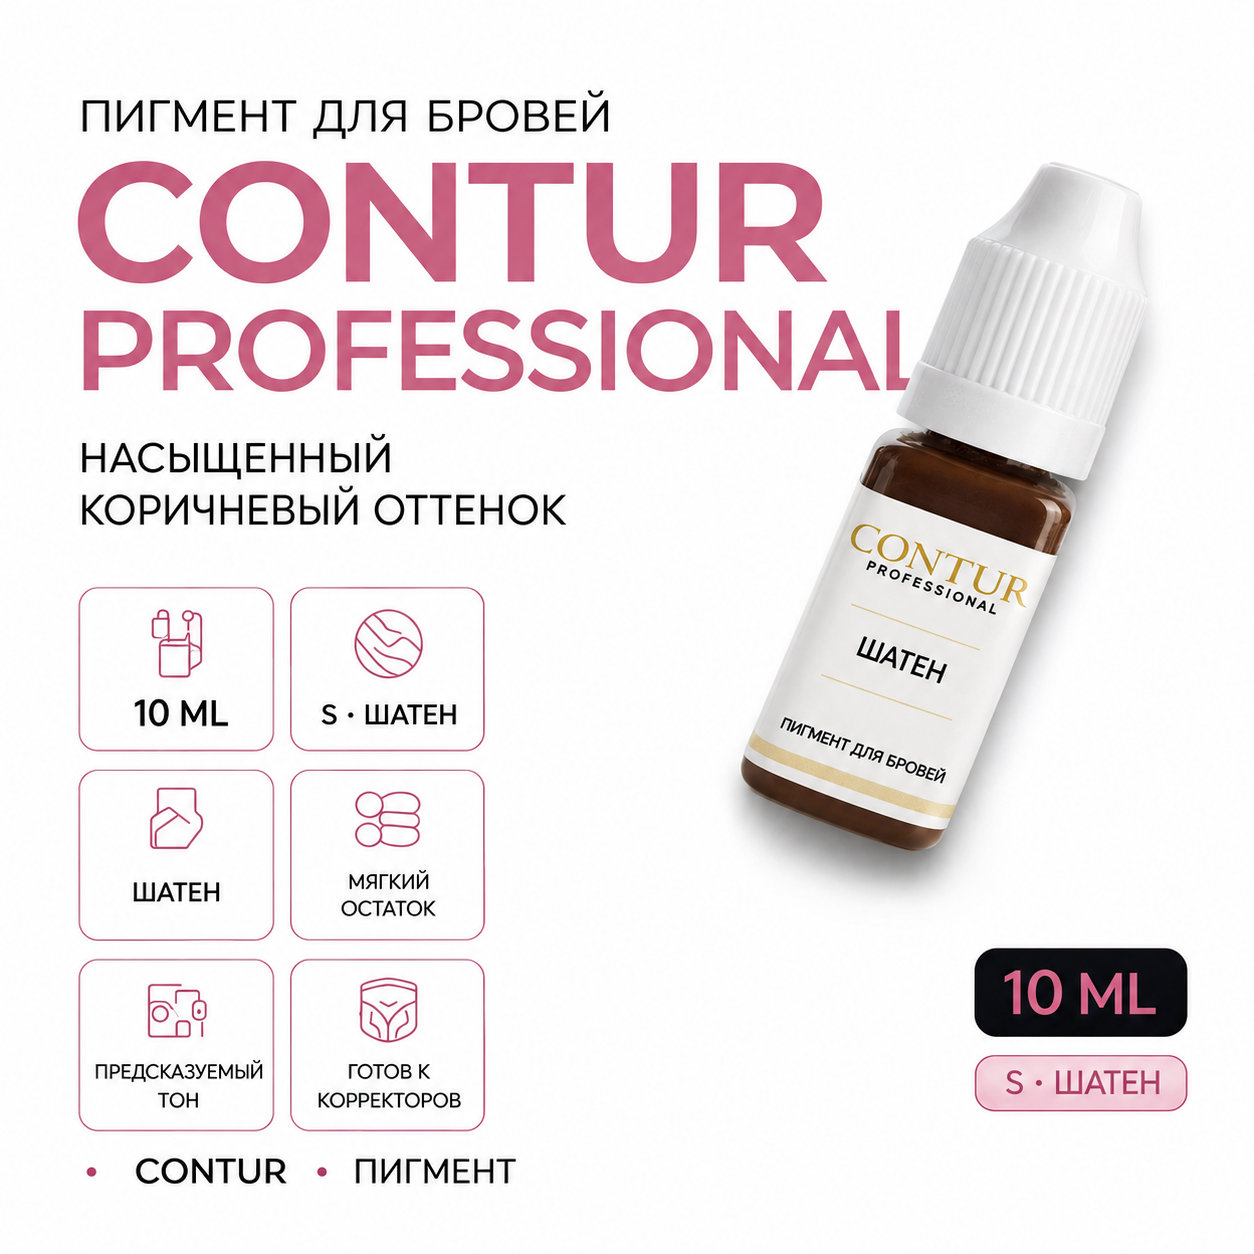 ПИГМЕНТ ДЛЯ БРОВЕЙ
CONTUR
PROFESSIONAL
НАСЫЩЕННЫЙ
КОРИЧНЕВЫЙ ОТТЕНОК
10 ML
S · ШАТЕН
ШАТЕН
МЯГКИЙ
ОСТАТОК
ПРЕДСКАЗУЕМЫЙ
ТОН
ГОТОВ К
КОРРЕКТОРОВ
• CONTUR • ПИГМЕНТ
CONTUR
PROFESSIONAL
ШАТЕН
ПИГМЕНТ ДЛЯ БРОВЕЙ
10 ML
S · ШАТЕН